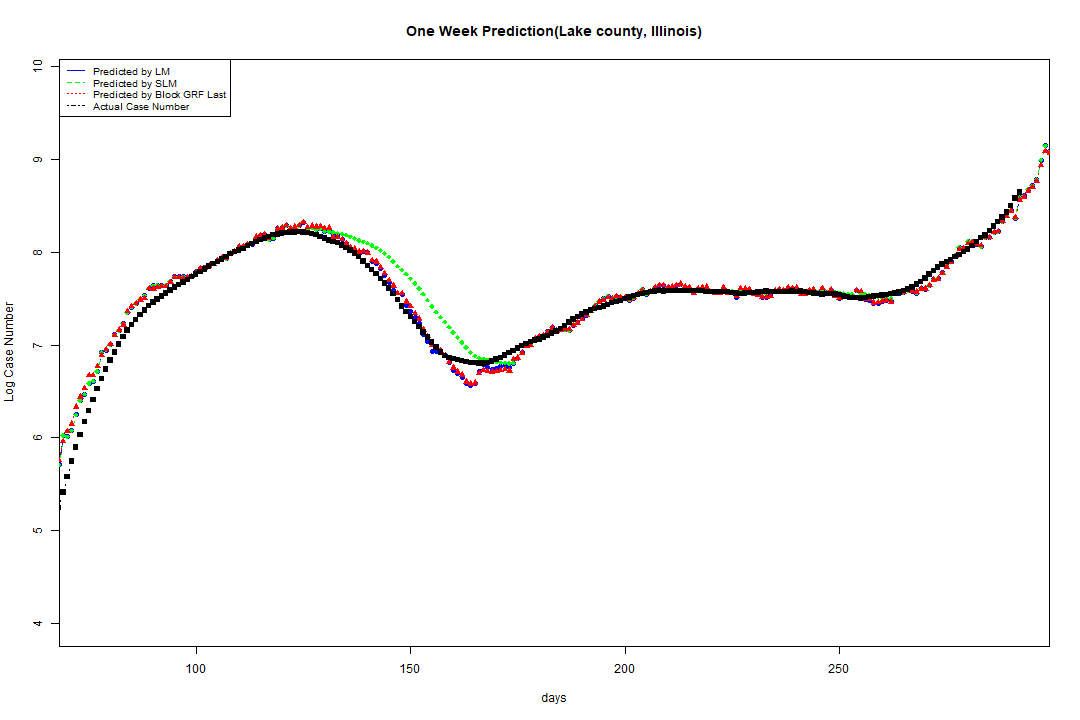 One Week Prediction(Lake county, Illinois)
Predicted by LM
Predicted by SLM
Predicted by Block GRF Last
Actual Case Number
10
9
8
7
6
5
4
Log Case Number
100 150 200 250
days